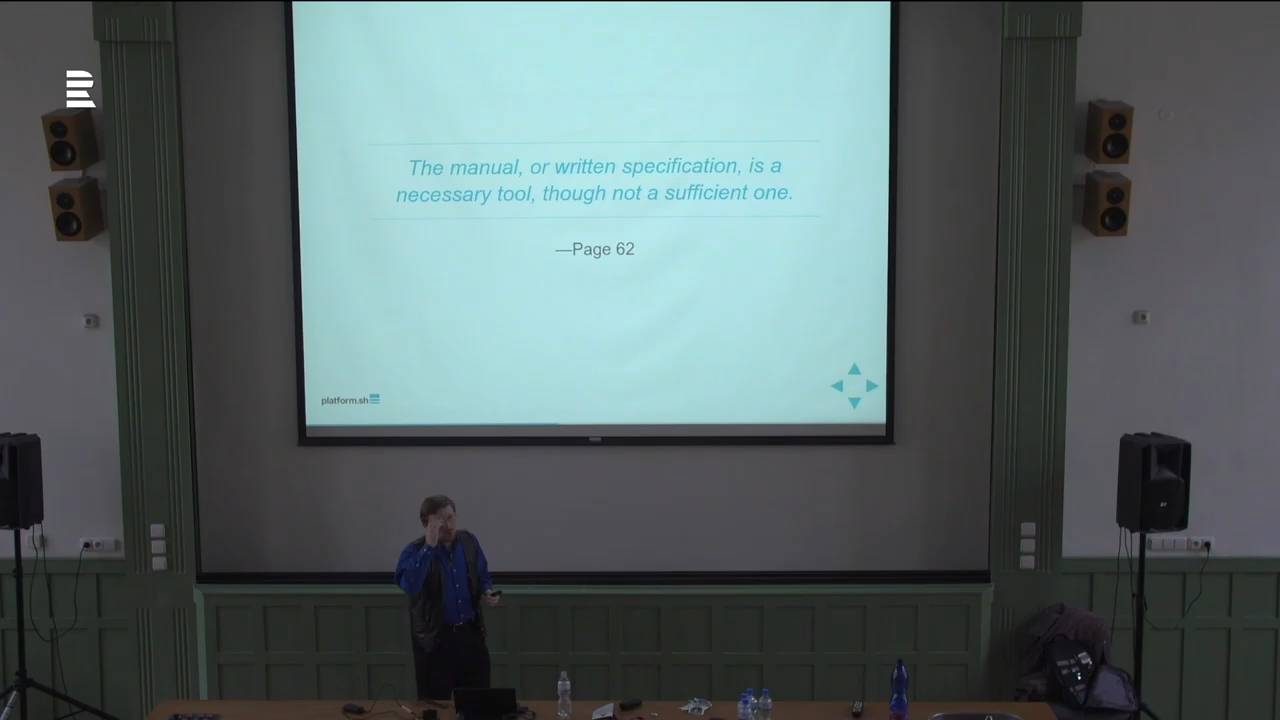 The manual, or written specification, is a
necessary tool, though not a sufficient one.
—Page 62
platform.sh